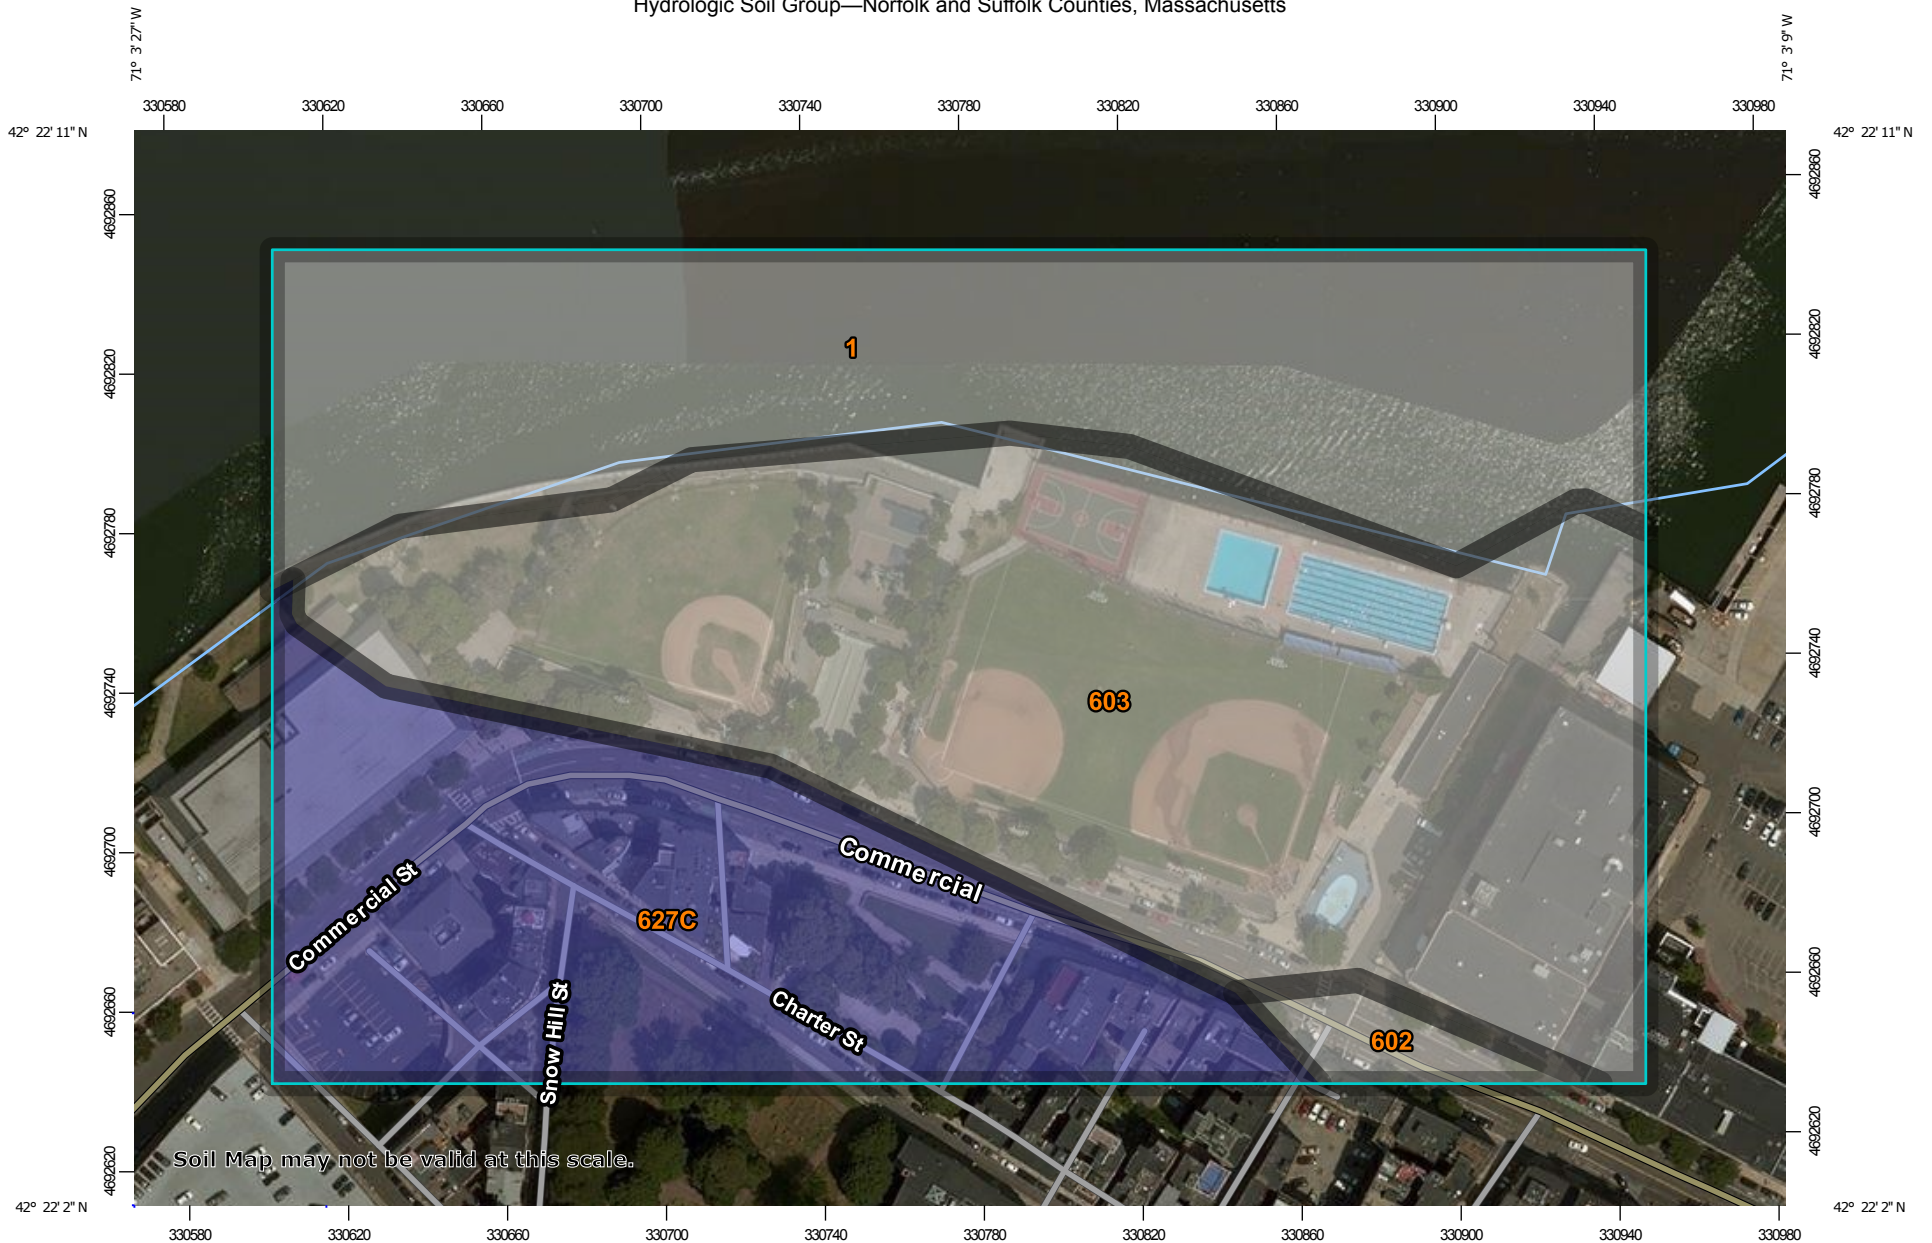 Hydrologic Soil Group—Norfolk and Suffolk Counties, Massachusetts
71° 3' 27" W
71° 3' 9" W
330580 330620 330660 330700 330740 330780 330820 330860 330900 330940 330980
42° 22' 11" N
42° 22' 11" N
4692860
4692860
4692820
4692820
1
4692780
4692780
4692740
4692740
603
4692700
4692700
Commercial St
Commercial
627C
4692660
4692660
Snow Hill St
Charter St
602
4692620
4692620
Soil Map may not be valid at this scale.
42° 22' 2" N
42° 22' 2" N
330580 330620 330660 330700 330740 330780 330820 330860 330900 330940 330980